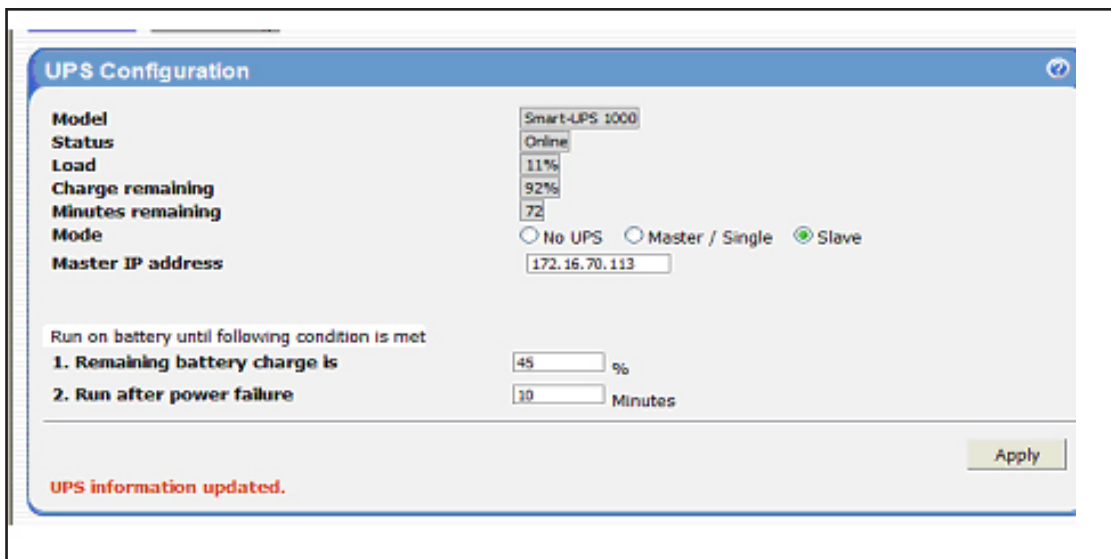 UPS Configuration
Model Smart-UPS 1000
Status Online
Load 11%
Charge remaining 92%
Minutes remaining 72
Mode No UPS Master / Single Slave
Master IP address 172.16.70.113
Run on battery until following condition is met
1. Remaining battery charge is 45 %
2. Run after power failure 10 Minutes
Apply
UPS information updated.